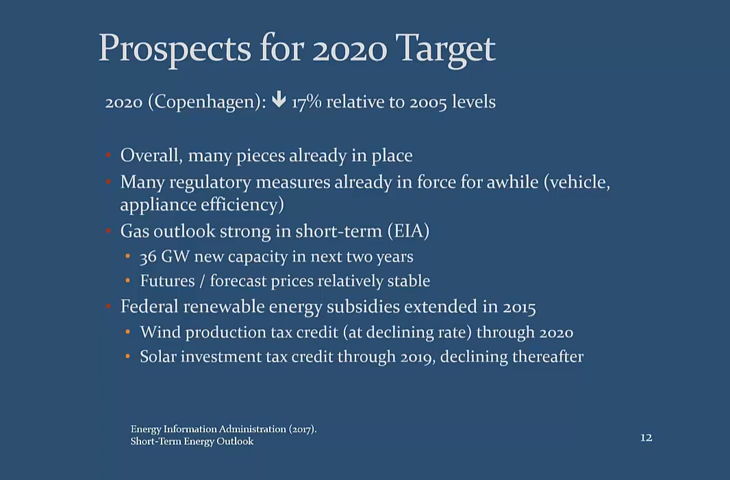 Prospects for 2020 Target
2020 (Copenhagen): 🡻 17% relative to 2005 levels
• Overall, many pieces already in place
• Many regulatory measures already in force for awhile (vehicle,
appliance efficiency)
• Gas outlook strong in short-term (EIA)
• 36 GW new capacity in next two years
• Futures / forecast prices relatively stable
• Federal renewable energy subsidies extended in 2015
• Wind production tax credit (at declining rate) through 2020
• Solar investment tax credit through 2019, declining thereafter
Energy Information Administration (2017).
Short-Term Energy Outlook
12